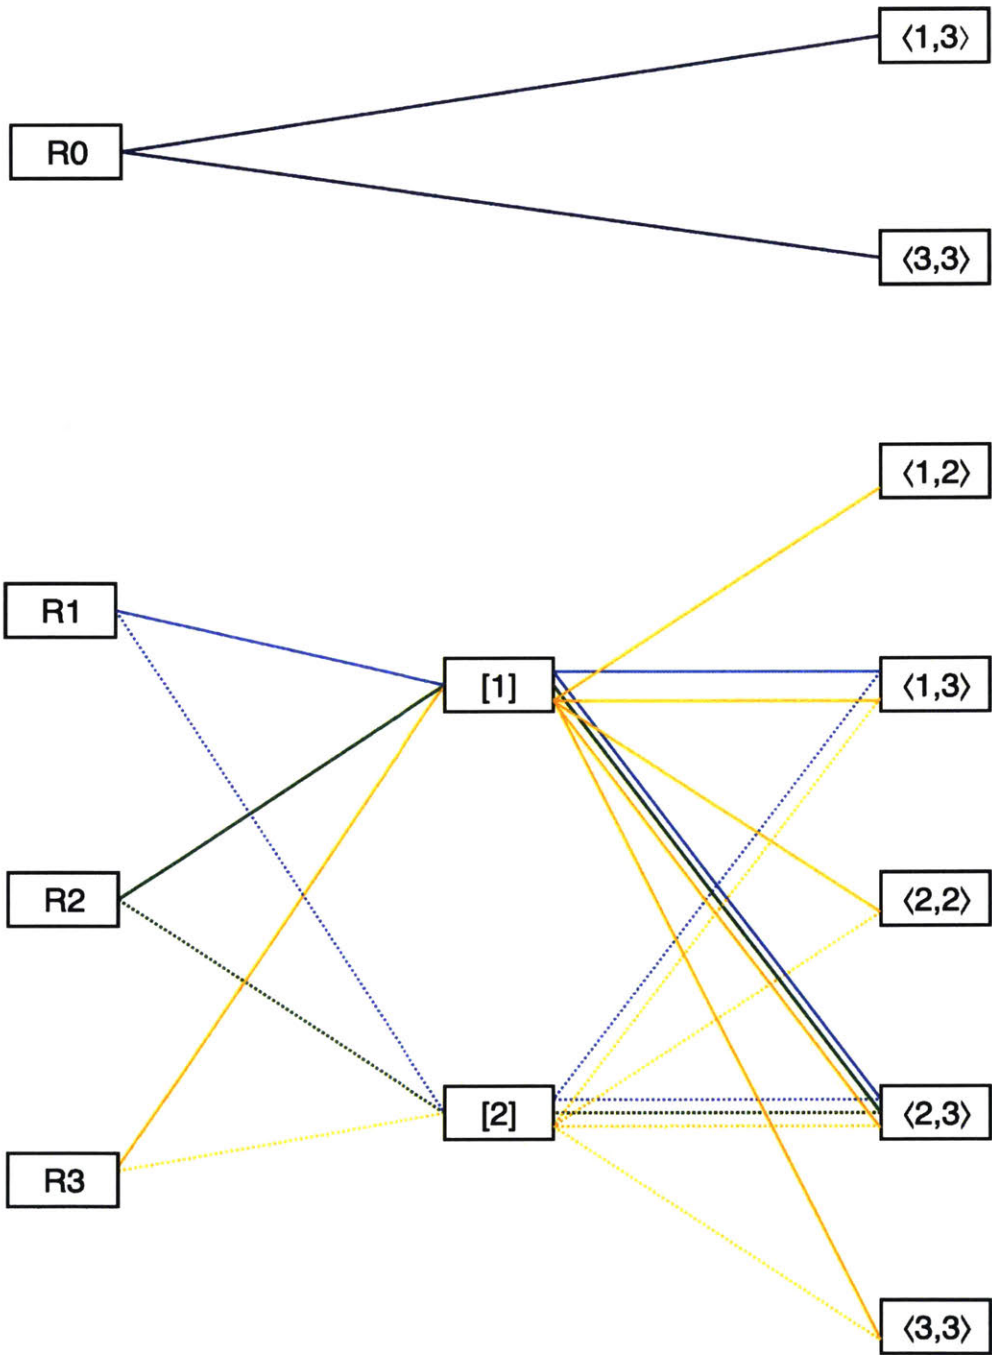 ⟨1,3⟩
R0
⟨3,3⟩
⟨1,2⟩
R1
[1]
⟨1,3⟩
R2
⟨2,2⟩
[2]
⟨2,3⟩
R3
⟨3,3⟩